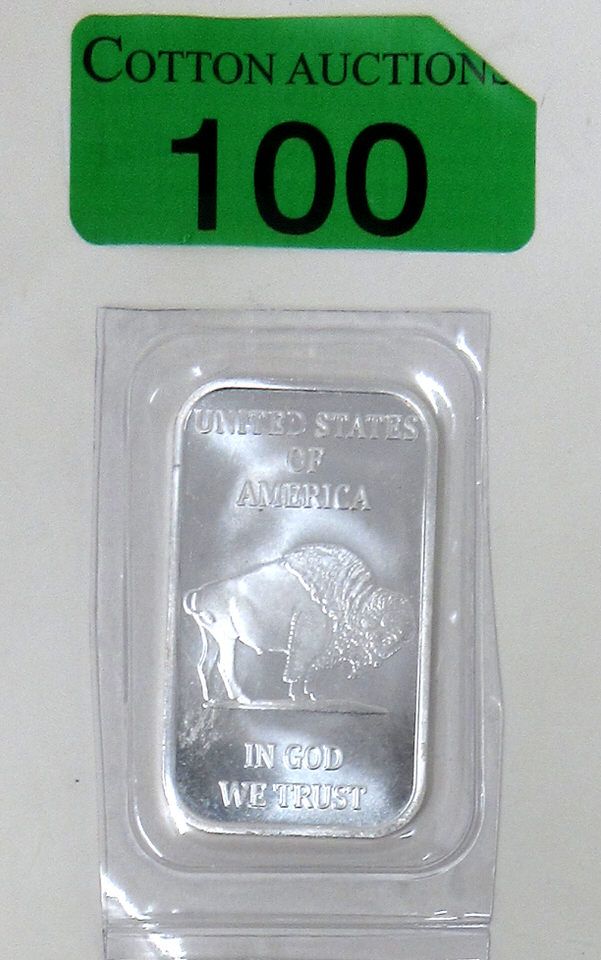 COTTON AUCTIONS
100
UNITED STATES
OF
AMERICA
IN GOD
WE TRUST